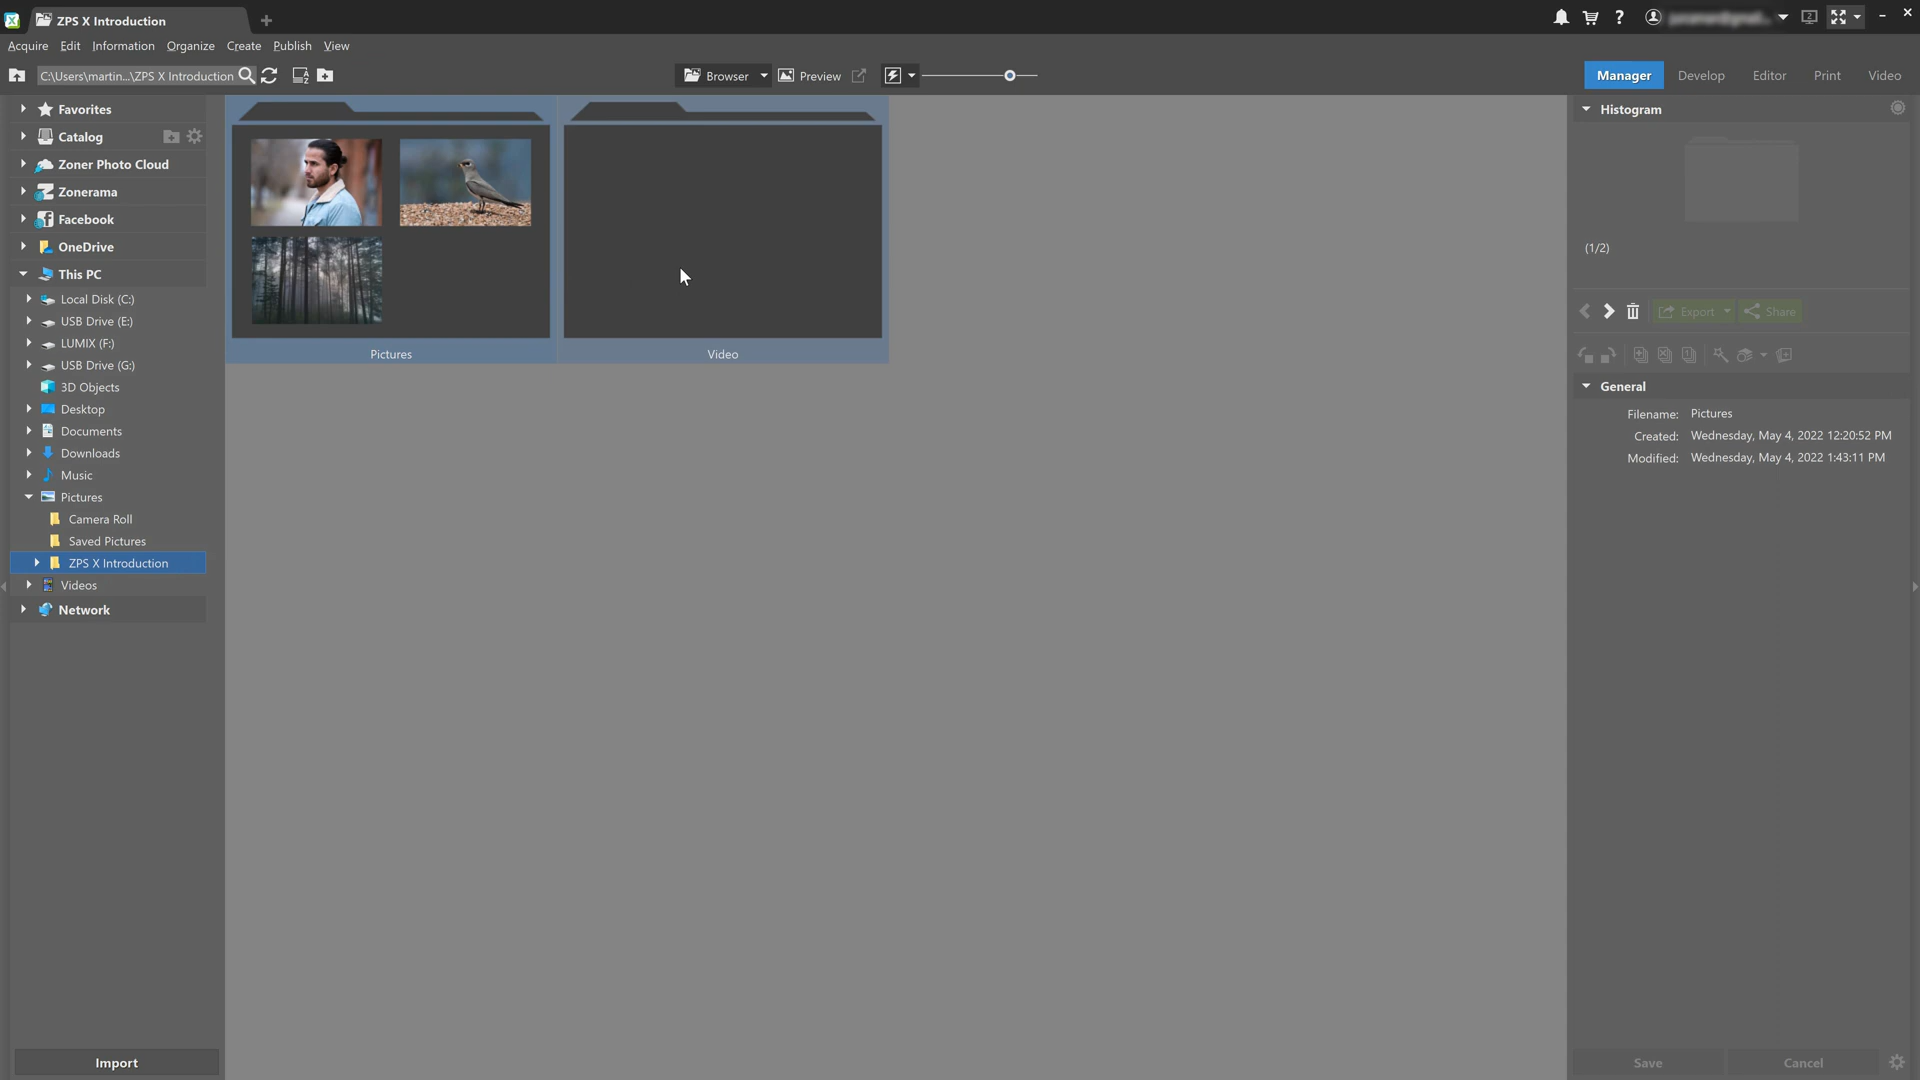 ZPS X Introduction
Acquire Edit Information Organize Create Publish View
C:\Users\martin...\ZPS X Introduction
Browser Preview
Manager Develop Editor Print Video
Favorites
Catalog
Zoner Photo Cloud
Zonerama
Facebook
OneDrive
This PC
Local Disk (C:)
USB Drive (E:)
LUMIX (F:)
USB Drive (G:)
3D Objects
Desktop
Documents
Downloads
Music
Pictures
Camera Roll
Saved Pictures
ZPS X Introduction
Videos
Network
Import
Pictures
Video
Histogram
(1/2)
Export Share
General
Filename: Pictures
Created: Wednesday, May 4, 2022 12:20:52 PM
Modified: Wednesday, May 4, 2022 1:43:11 PM
Save Cancel